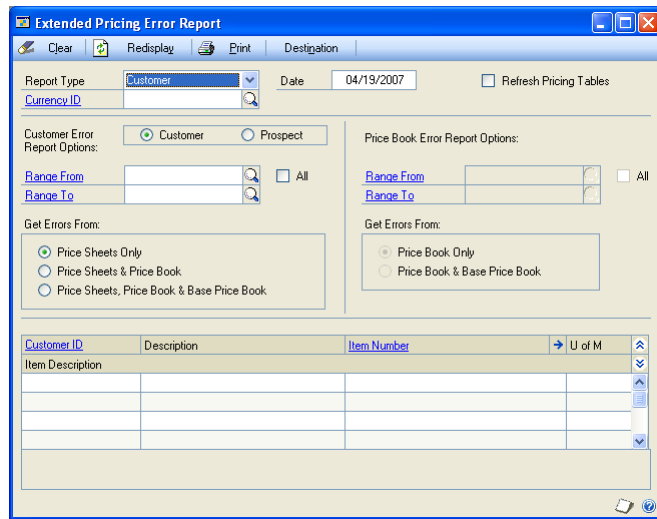 Extended Pricing Error Report
Clear Redisplay Print Destination
Report Type Customer Date 04/19/2007 Refresh Pricing Tables
Currency ID
Customer Error Report Options: Customer Prospect
Price Book Error Report Options:
Range From All
Range To
Range From All
Range To
Get Errors From:
Price Sheets Only
Price Sheets & Price Book
Price Sheets, Price Book & Base Price Book
Get Errors From:
Price Book Only
Price Book & Base Price Book
Customer ID Description Item Number U of M
Item Description